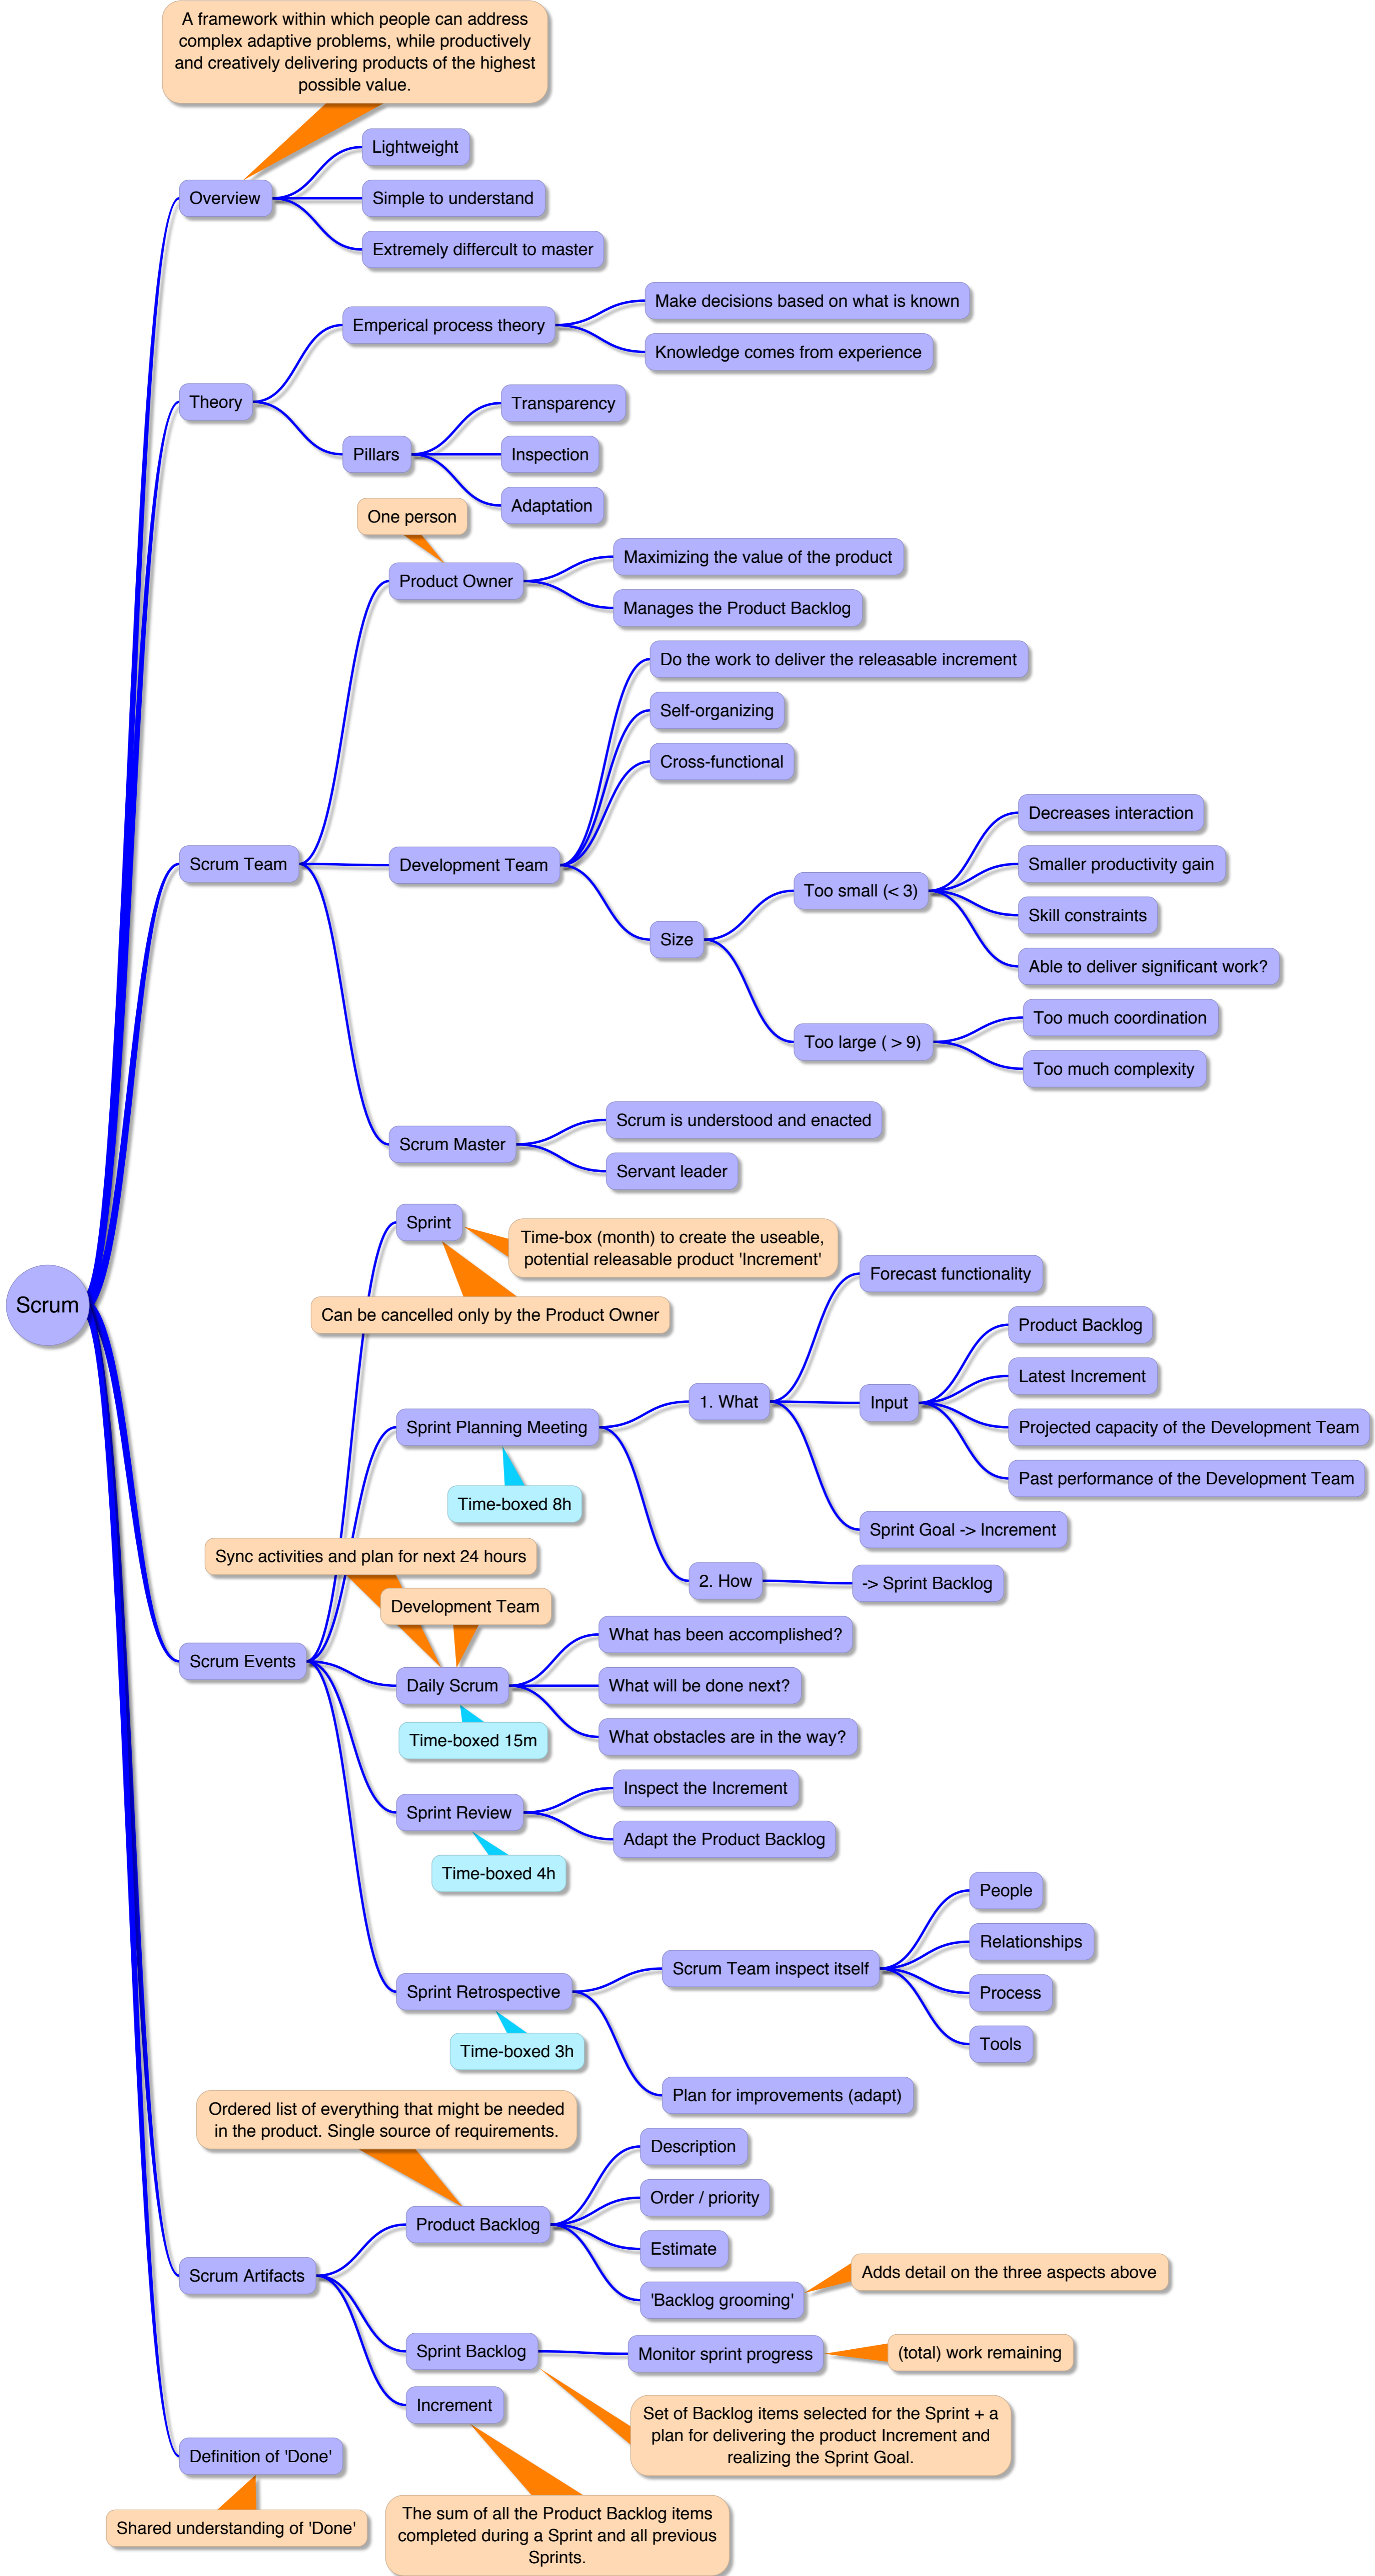 A framework within which people can address
complex adaptive problems, while productively
and creatively delivering products of the highest
possible value.
Lightweight
Overview
Simple to understand
Extremely differcult to master
Make decisions based on what is known
Emperical process theory
Knowledge comes from experience
Theory
Transparency
Pillars
Inspection
Adaptation
One person
Maximizing the value of the product
Product Owner
Manages the Product Backlog
Do the work to deliver the releasable increment
Self-organizing
Cross-functional
Decreases interaction
Scrum Team
Development Team
Smaller productivity gain
Too small (< 3)
Skill constraints
Size
Able to deliver significant work?
Too much coordination
Too large ( > 9)
Too much complexity
Scrum is understood and enacted
Scrum Master
Servant leader
Sprint
Time-box (month) to create the useable,
potential releasable product 'Increment'
Forecast functionality
Scrum
Can be cancelled only by the Product Owner
Product Backlog
Latest Increment
1. What
Input
Sprint Planning Meeting
Projected capacity of the Development Team
Past performance of the Development Team
Time-boxed 8h
Sprint Goal -> Increment
Sync activities and plan for next 24 hours
2. How
-> Sprint Backlog
Development Team
What has been accomplished?
Scrum Events
Daily Scrum
What will be done next?
What obstacles are in the way?
Time-boxed 15m
Inspect the Increment
Sprint Review
Adapt the Product Backlog
Time-boxed 4h
People
Relationships
Scrum Team inspect itself
Sprint Retrospective
Process
Tools
Time-boxed 3h
Plan for improvements (adapt)
Ordered list of everything that might be needed
in the product. Single source of requirements.
Description
Order / priority
Product Backlog
Estimate
Scrum Artifacts
Adds detail on the three aspects above
'Backlog grooming'
Sprint Backlog
Monitor sprint progress
(total) work remaining
Increment
Set of Backlog items selected for the Sprint + a
plan for delivering the product Increment and
realizing the Sprint Goal.
Definition of 'Done'
Shared understanding of 'Done'
The sum of all the Product Backlog items
completed during a Sprint and all previous
Sprints.